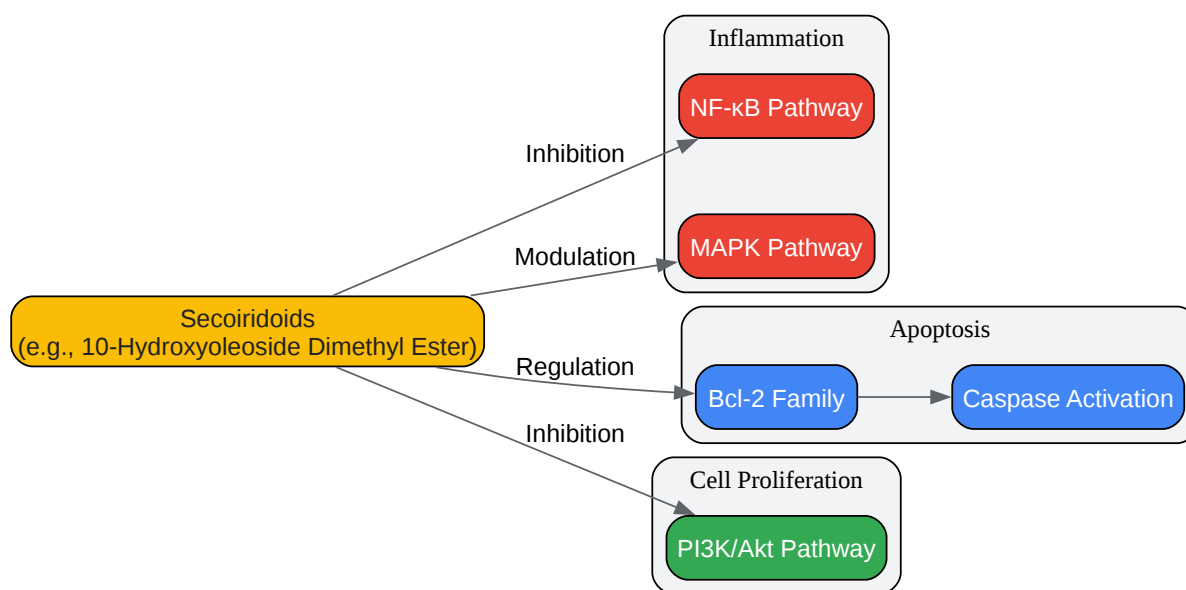 Inflammation
NF-κB Pathway
Inhibition
MAPK Pathway
Modulation
Secoiridoids
(e.g., 10-Hydroxyoleoside Dimethyl Ester)
Apoptosis
Regulation
Bcl-2 Family
Caspase Activation
Inhibition
Cell Proliferation
PI3K/Akt Pathway